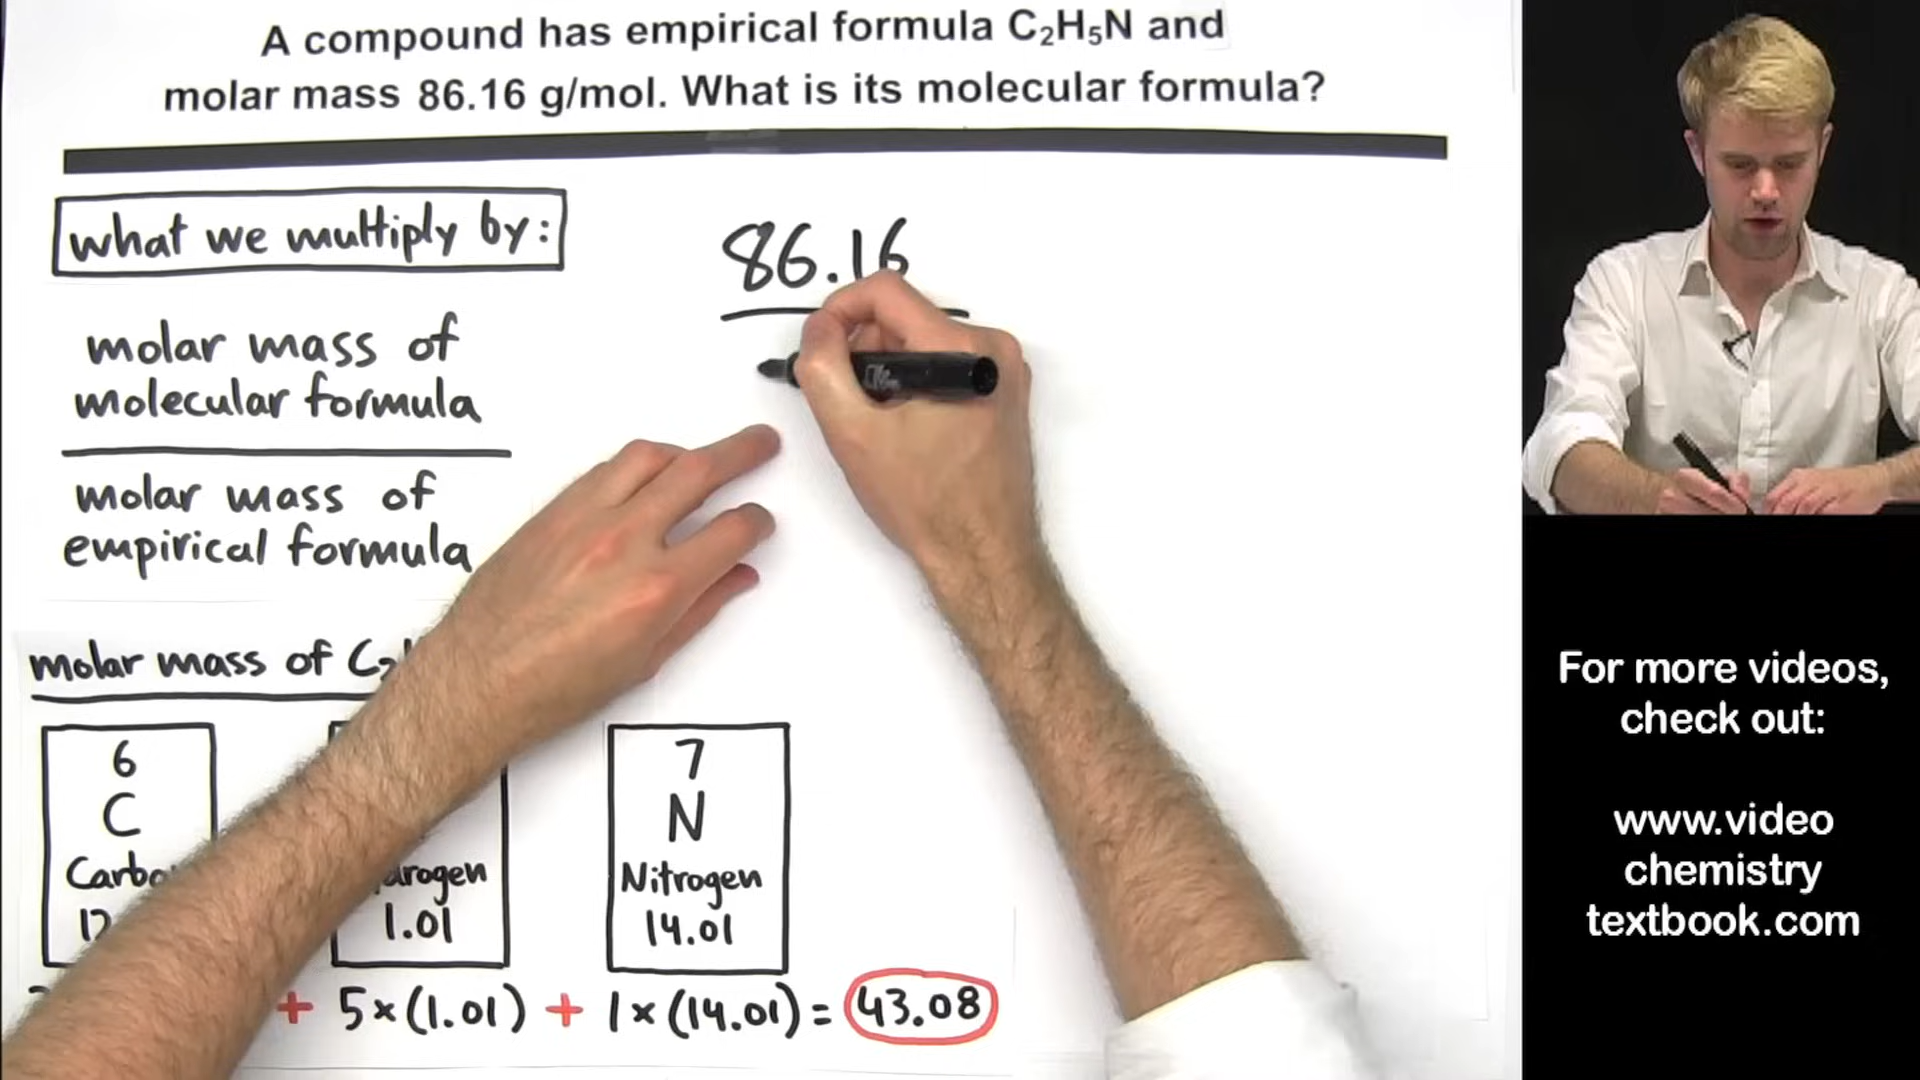 A compound has empirical formula C₂H₅N and
molar mass 86.16 g/mol. What is its molecular formula?
what we multiply by:
molar mass of
molecular formula
molar mass of
empirical formula
86.16
molar mass of C₂
6
C
7
N
Nitrogen
14.01
1.01
+ 5×(1.01) + 1×(14.01) = 43.08
For more videos,
check out:
www.video
chemistry
textbook.com